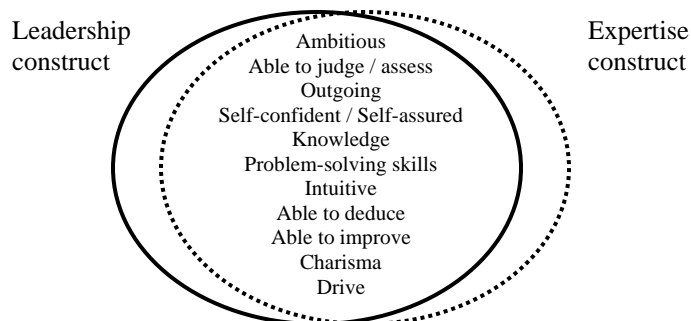 Leadership
construct
Expertise
construct
Ambitious
Able to judge / assess
Outgoing
Self-confident / Self-assured
Knowledge
Problem-solving skills
Intuitive
Able to deduce
Able to improve
Charisma
Drive